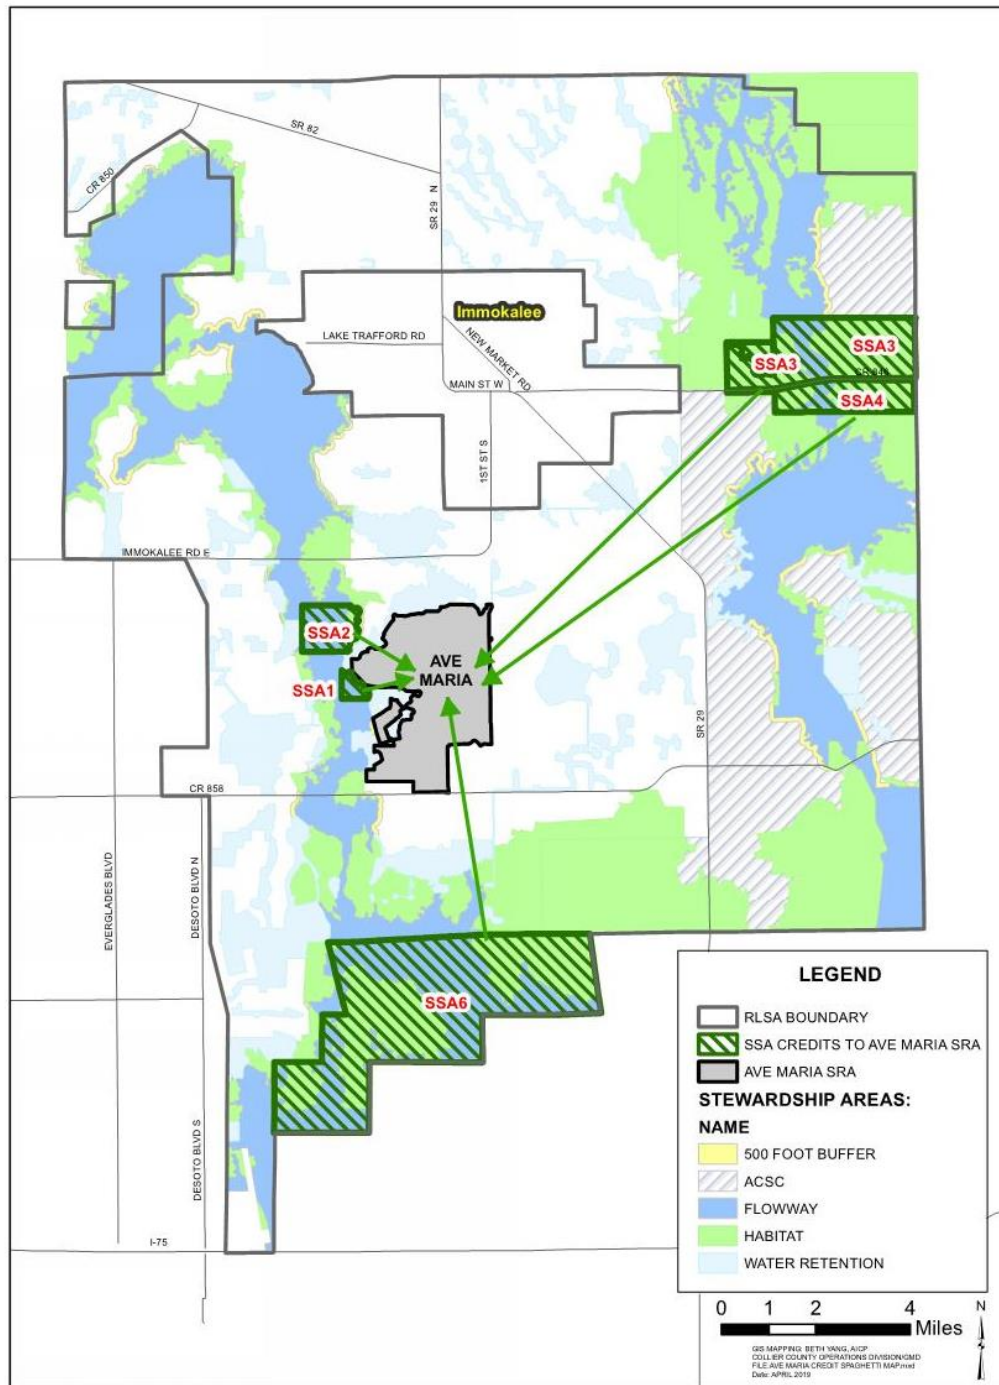 SR 82
CR 850
SR 29 N
Immokalee
LAKE TRAFFORD RD
NEW MARKET RD
MAIN ST W
1ST ST S
SSA3
SSA3
SSA4
IMMOKALEE RD E
SSA2
AVE
MARIA
SSA1
SR 29
CR 858
EVERGLADES BLVD
DESOTO BLVD N
SSA6
DESOTO BLVD S
I-75
LEGEND
RLSA BOUNDARY
SSA CREDITS TO AVE MARIA SRA
AVE MARIA SRA
STEWARDSHIP AREAS:
NAME
500 FOOT BUFFER
ACSC
FLOWWAY
HABITAT
WATER RETENTION
0 1 2 4
Miles
N
GIS MAPPING: BETH YANG, AICP
COLLIER COUNTY OPERATIONS DIVISION/GMD
FILE:AVE MARIA CREDIT SPAGHETTI MAP.mxd
Date: APRIL 2019